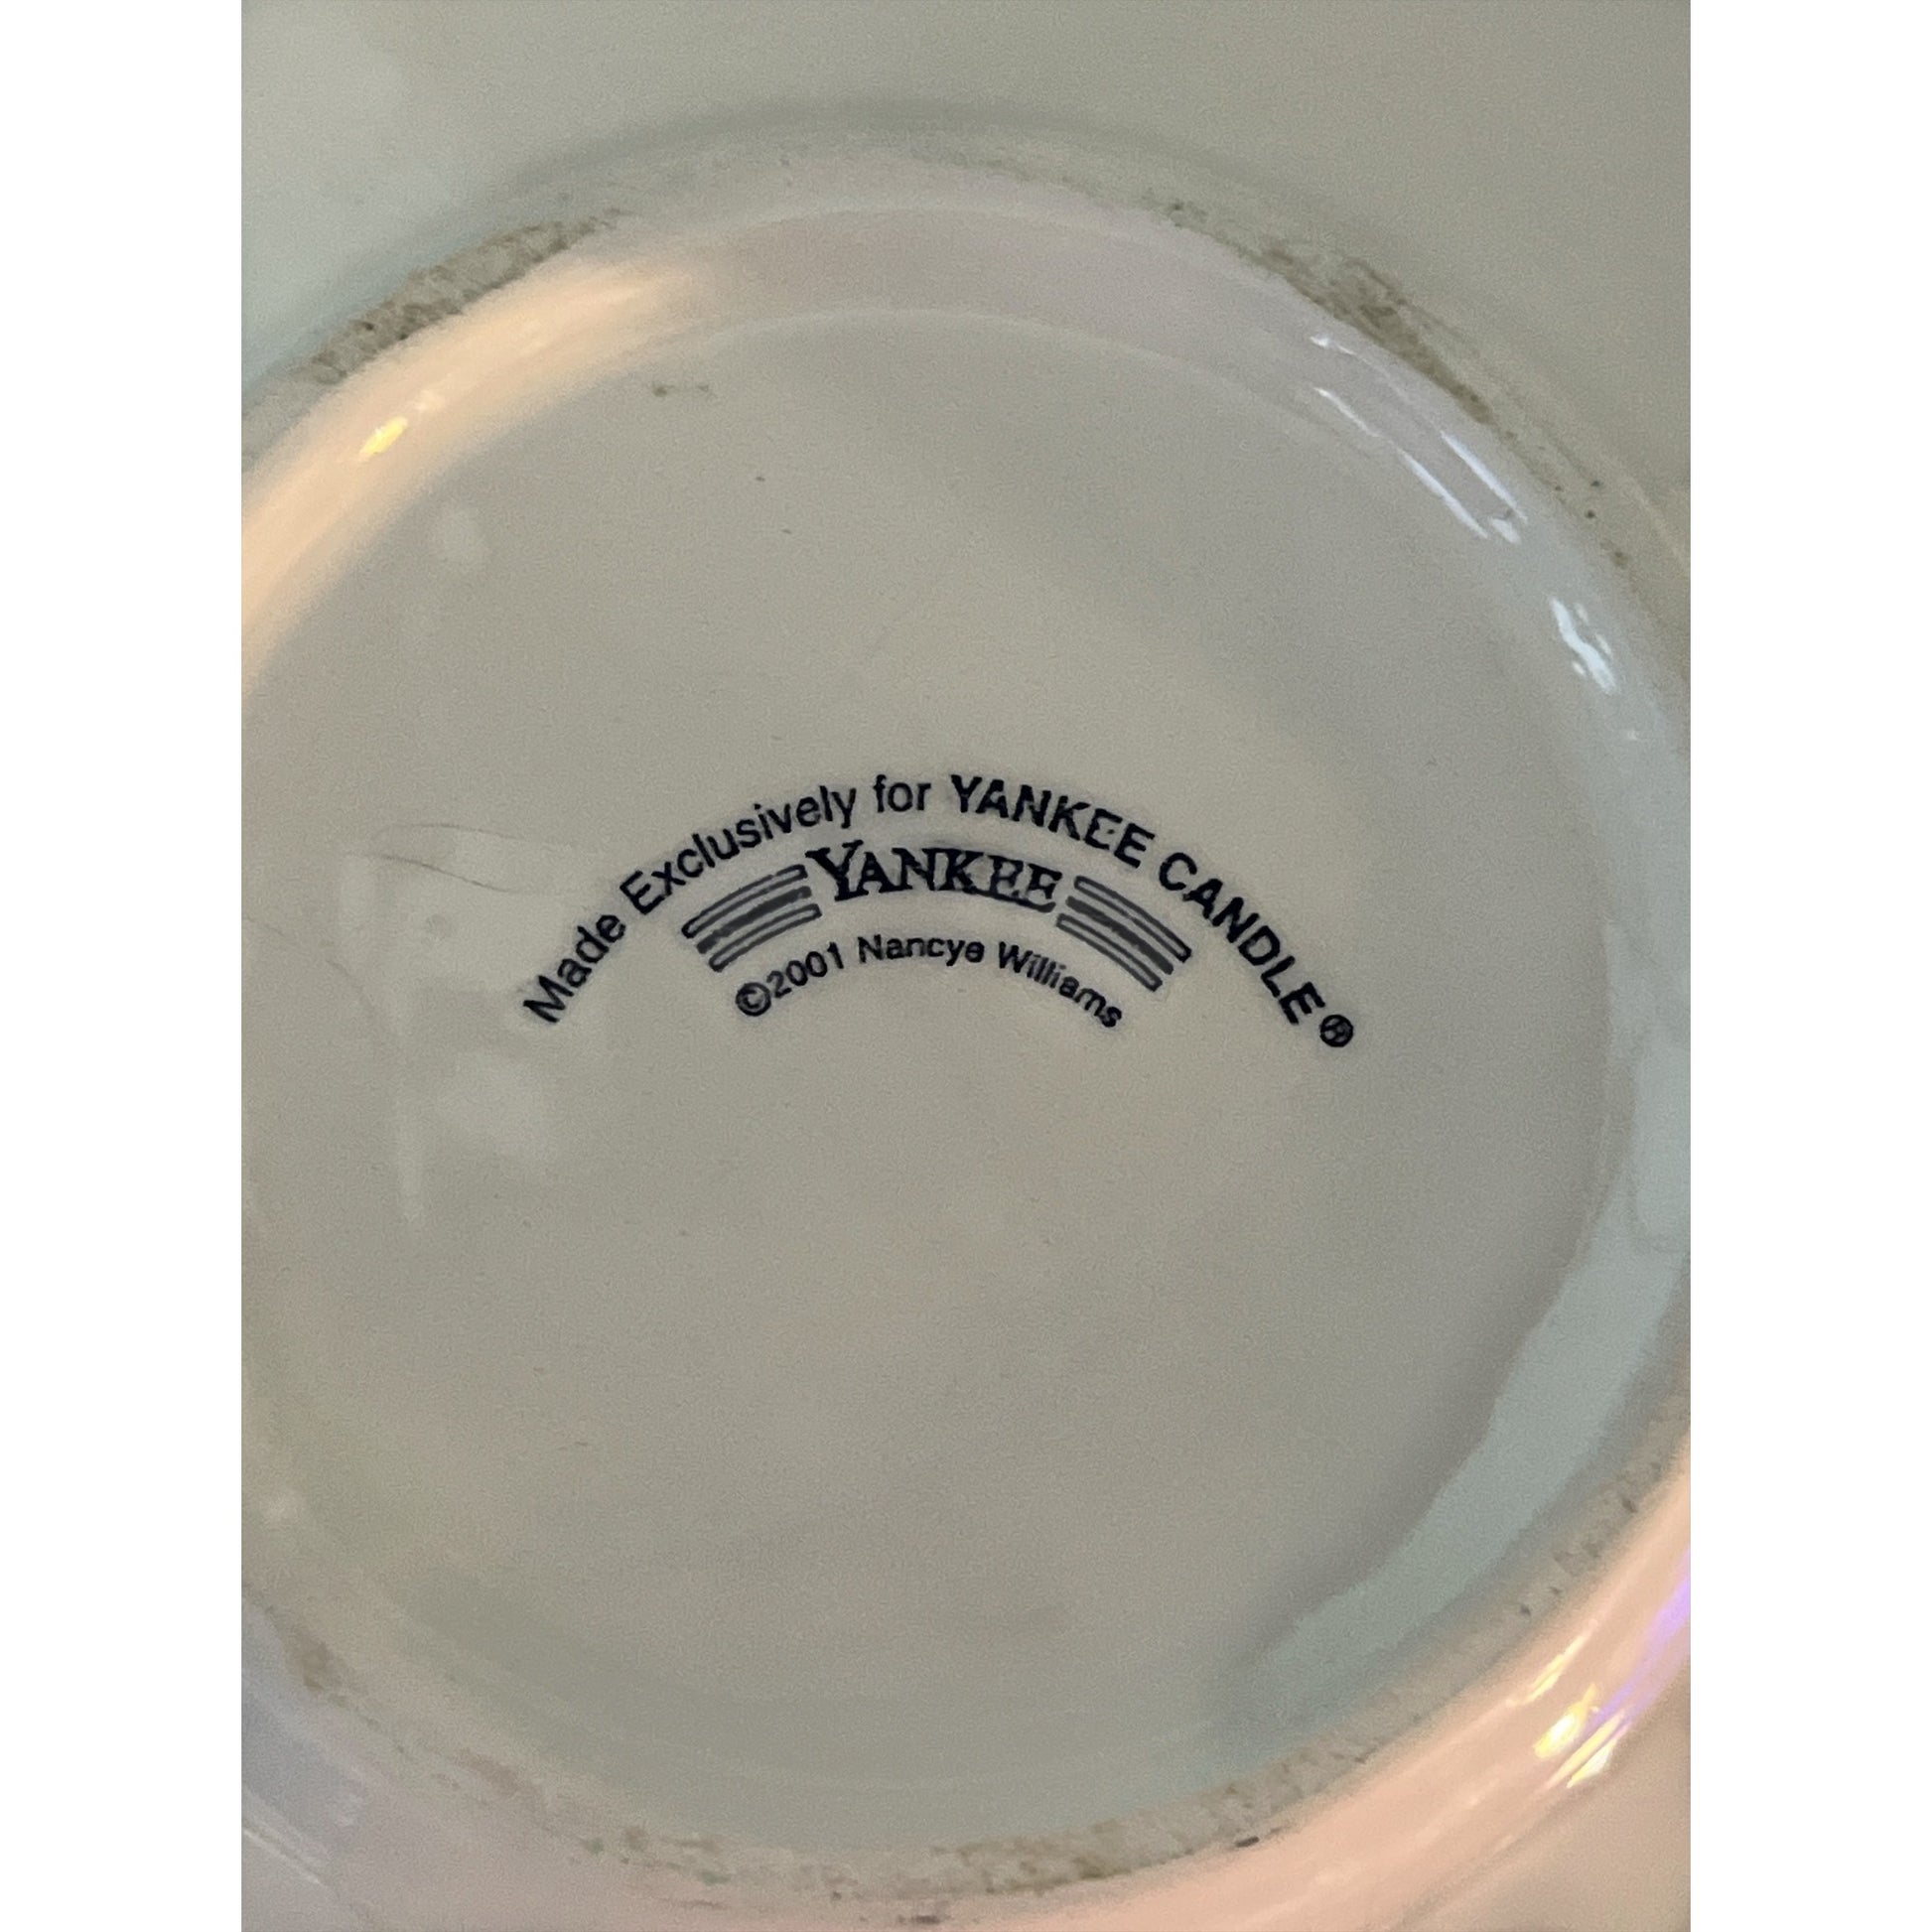 Made Exclusively for YANKEE CANDLE®
YANKEE
©2001 Nancye Williams